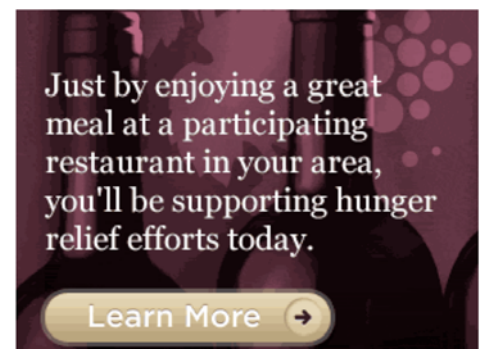 Just by enjoying a great
meal at a participating
restaurant in your area,
you'll be supporting hunger
relief efforts today.
Learn More